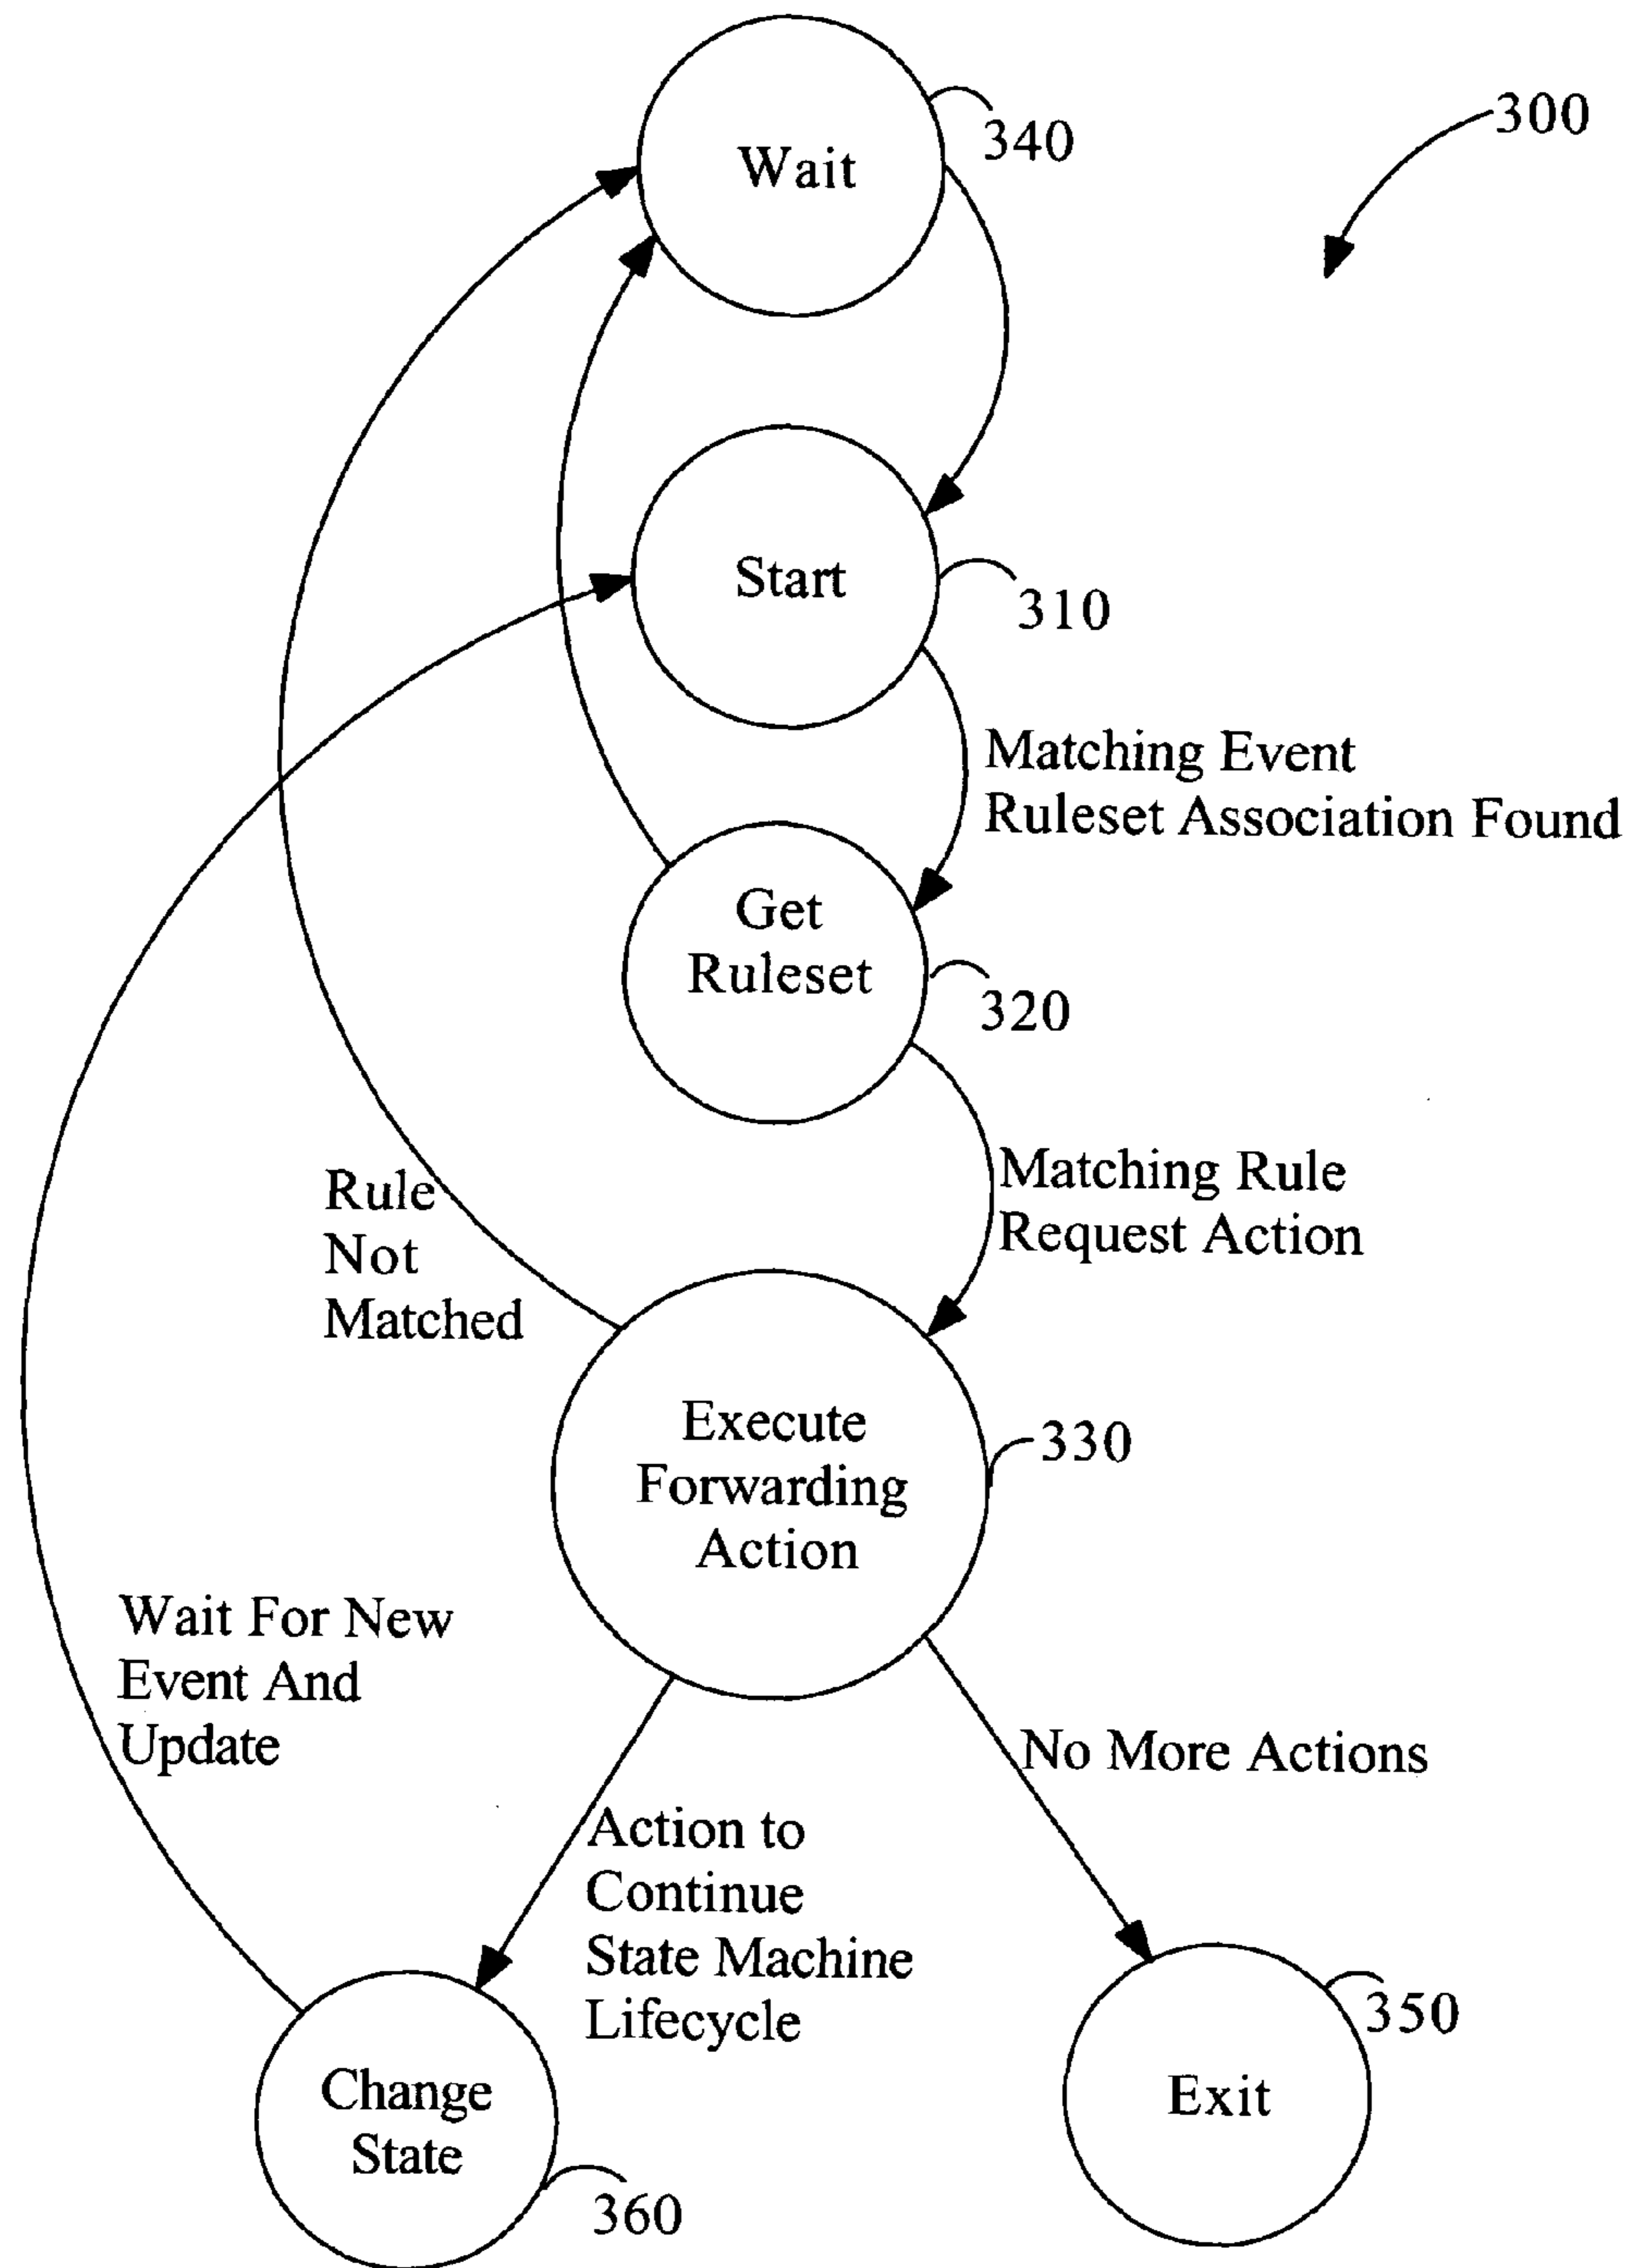 300
Wait
340
Start
310
Matching Event
Ruleset Association Found
Get
Ruleset
320
Matching Rule
Request Action
Rule
Not
Matched
Execute
Forwarding
Action
330
Wait For New
Event And
Update
No More Actions
Action to
Continue
State Machine
Lifecycle
Change
State
360
Exit
350